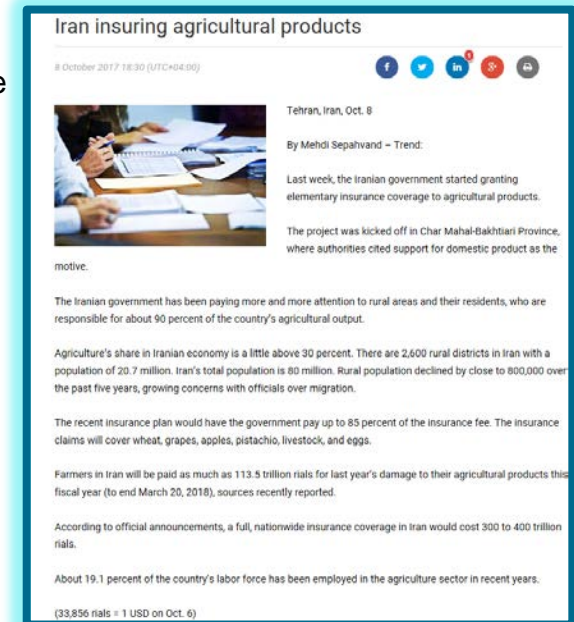 Iran insuring agricultural products
8 October 2017 18:30 (UTC+04:00)
1
e
Tehran, Iran, Oct. 8
By Mehdi Sepahvand – Trend:
Last week, the Iranian government started granting
elementary insurance coverage to agricultural products.
The project was kicked off in Char Mahal-Bakhtiari Province,
where authorities cited support for domestic product as the
motive.
The Iranian government has been paying more and more attention to rural areas and their residents, who are
responsible for about 90 percent of the country's agricultural output.
Agriculture's share in Iranian economy is a little above 30 percent. There are 2,600 rural districts in Iran with a
population of 20.7 million. Iran's total population is 80 million. Rural population declined by close to 800,000 over
the past five years, growing concerns with officials over migration.
The recent insurance plan would have the government pay up to 85 percent of the insurance fee. The insurance
claims will cover wheat, grapes, apples, pistachio, livestock, and eggs.
Farmers in Iran will be paid as much as 113.5 trillion rials for last year's damage to their agricultural products this
fiscal year (to end March 20, 2018), sources recently reported.
According to official announcements, a full, nationwide insurance coverage in Iran would cost 300 to 400 trillion
rials.
About 19.1 percent of the country's labor force has been employed in the agriculture sector in recent years.
(33,856 rials = 1 USD on Oct. 6)